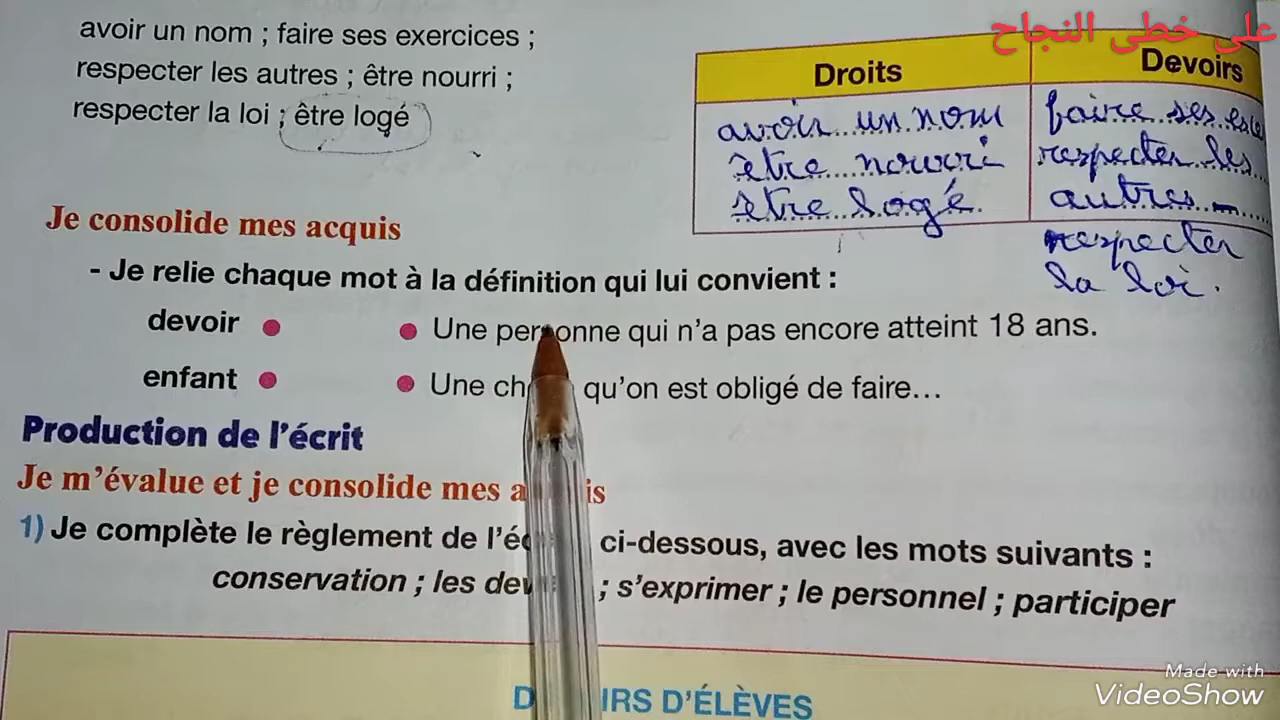 على خطى النجاح
avoir un nom ; faire ses exercices ;
respecter les autres ; être nourri ;
respecter la loi ; être logé
Droits
Devoirs
avoir un nom
être nourri
être logé
faire ses
respecter les
autres -
respecter
la loi.
Je consolide mes acquis
- Je relie chaque mot à la définition qui lui convient :
devoir • • Une personne qui n'a pas encore atteint 18 ans.
enfant • • Une qu'on est obligé de faire...
Production de l'écrit
Je m'évalue et je consolide mes
1) Je complète le règlement de ci-dessous, avec les mots suivants :
conservation ; les ; s'exprimer ; le personnel ; participer
D'ÉLÈVES
Made with
VideoShow